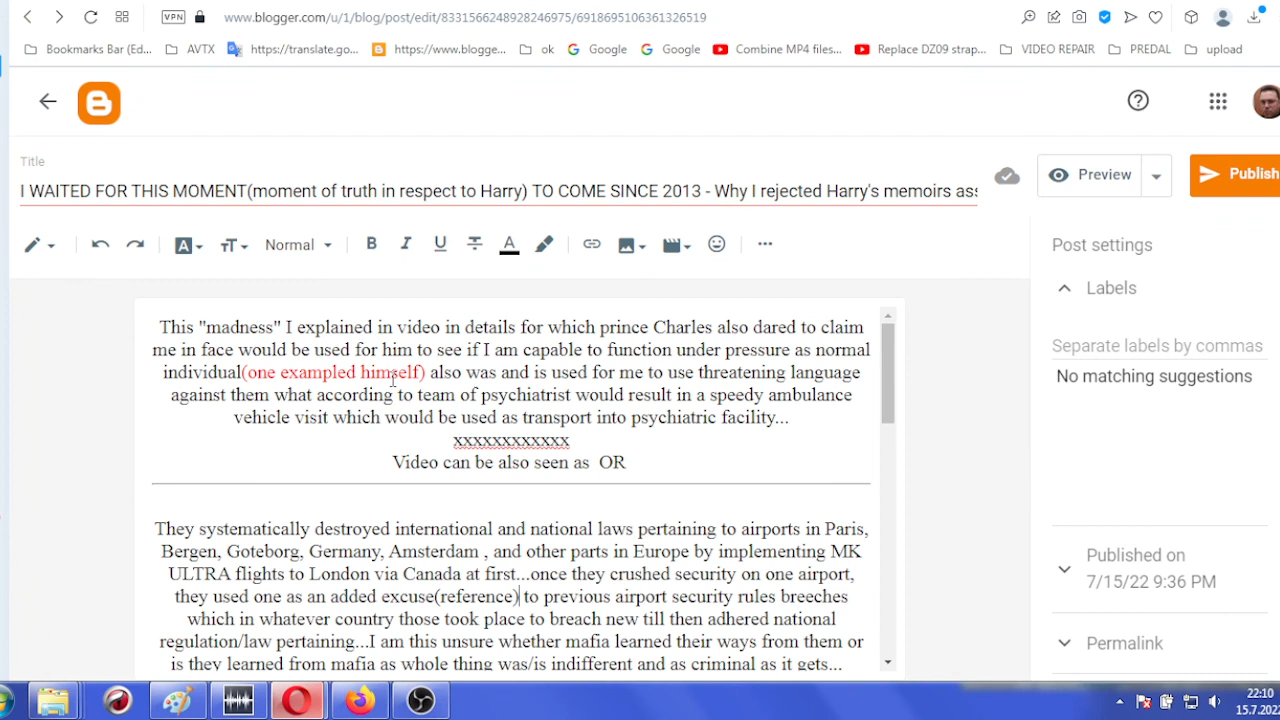 VPN www.blogger.com/u/1/blog/post/edit/8331566248928246975/6918695106361326519
Bookmarks Bar (Ed... AVTX https://translate.go... https://www.blogge... ok Google Google Combine MP4 files... Replace DZ09 strap... VIDEO REPAIR PREDAL upload
Title
I WAITED FOR THIS MOMENT(moment of truth in respect to Harry) TO COME SINCE 2013 - Why I rejected Harry's memoirs ass
Preview
Publish
Normal
Post settings
Labels
Separate labels by commas
No matching suggestions
Published on
7/15/22 9:36 PM
Permalink
This "madness" I explained in video in details for which prince Charles also dared to claim
me in face would be used for him to see if I am capable to function under pressure as normal
individual(one exampled himself) also was and is used for me to use threatening language
against them what according to team of psychiatrist would result in a speedy ambulance
vehicle visit which would be used as transport into psychiatric facility...
xxxxxxxxxxxx
Video can be also seen as OR
They systematically destroyed international and national laws pertaining to airports in Paris,
Bergen, Goteborg, Germany, Amsterdam , and other parts in Europe by implementing MK
ULTRA flights to London via Canada at first...once they crushed security on one airport,
they used one as an added excuse(reference) to previous airport security rules breeches
which in whatever country those took place to breach new till then adhered national
regulation/law pertaining...I am this unsure whether mafia learned their ways from them or
is they learned from mafia as whole thing was/is indifferent and as criminal as it gets...
22:10
15.7.2022